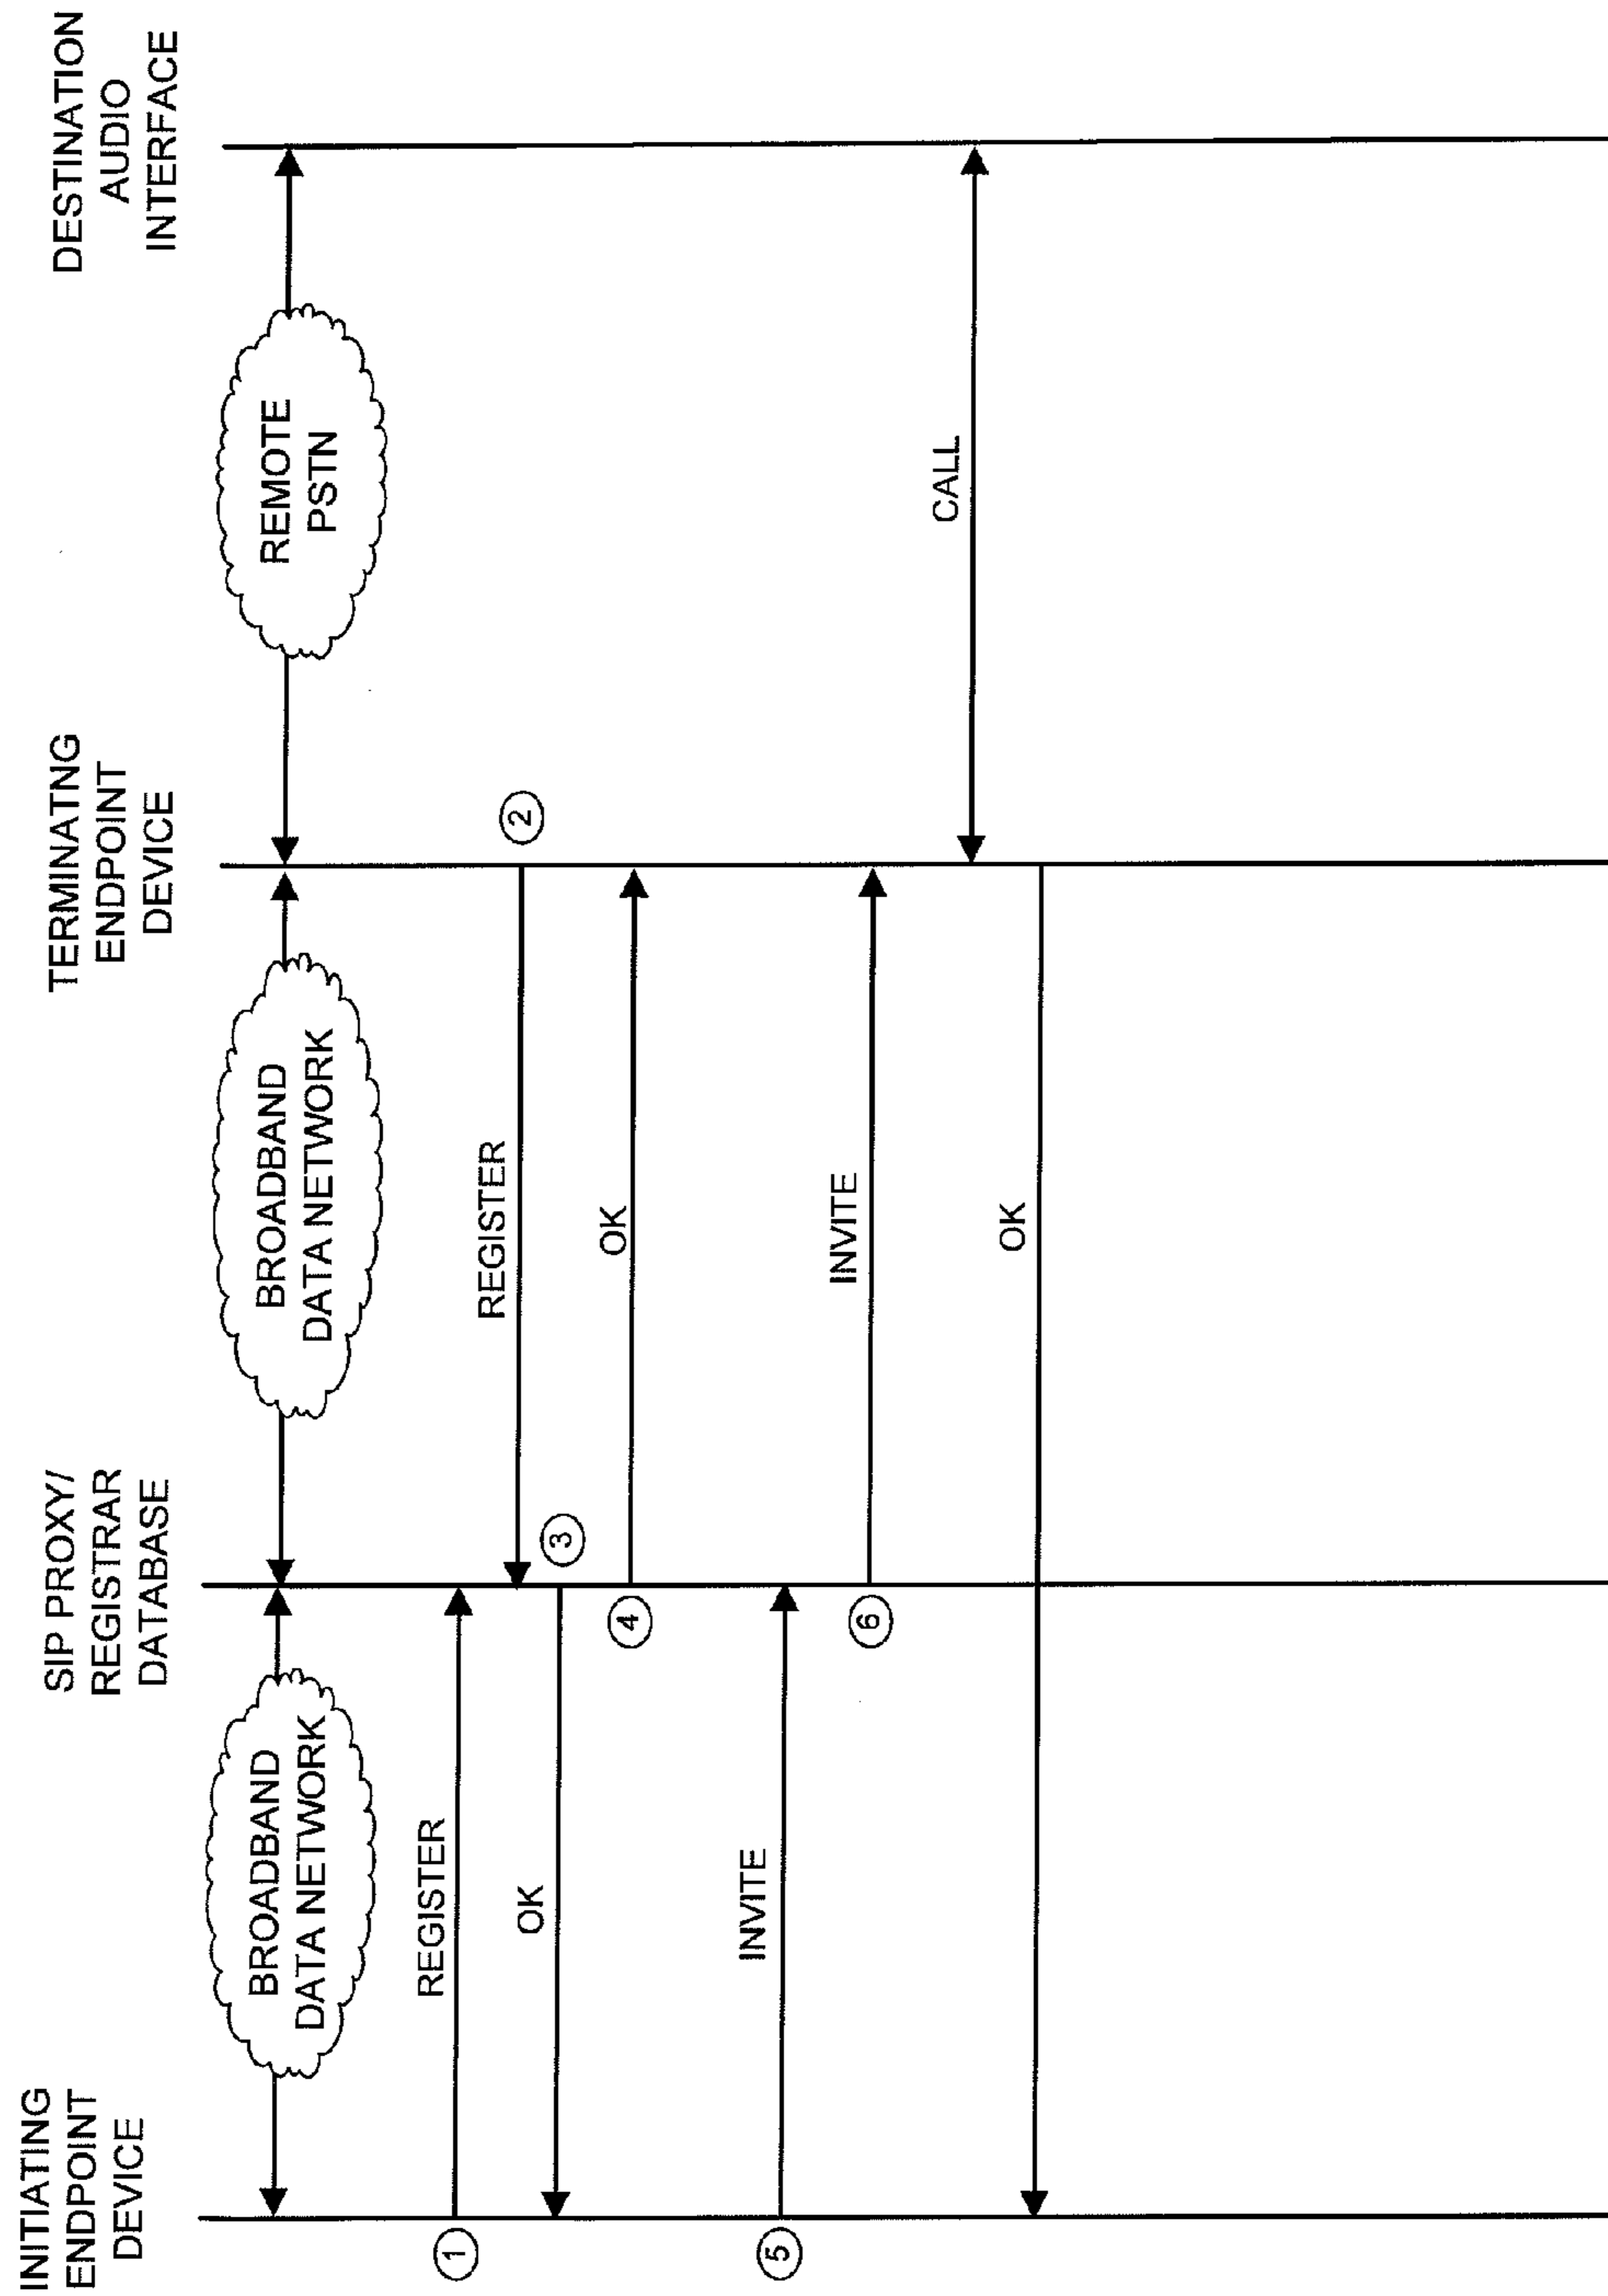 INITIATING
ENDPOINT
DEVICE
SIP PROXY/
REGISTRAR
DATABASE
TERMINATNG
ENDPOINT
DEVICE
DESTINATION
AUDIO
INTERFACE
BROADBAND
DATA NETWORK
BROADBAND
DATA NETWORK
REMOTE
PSTN
1
REGISTER
REGISTER
2
OK
3
4
OK
5
INVITE
6
INVITE
CALL
OK